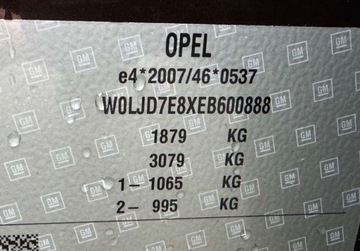 OPEL
e4*2007/46*0537
W0LJD7E8XEB600888
1879 KG
3079 KG
1- 1065 KG
2- 995 KG